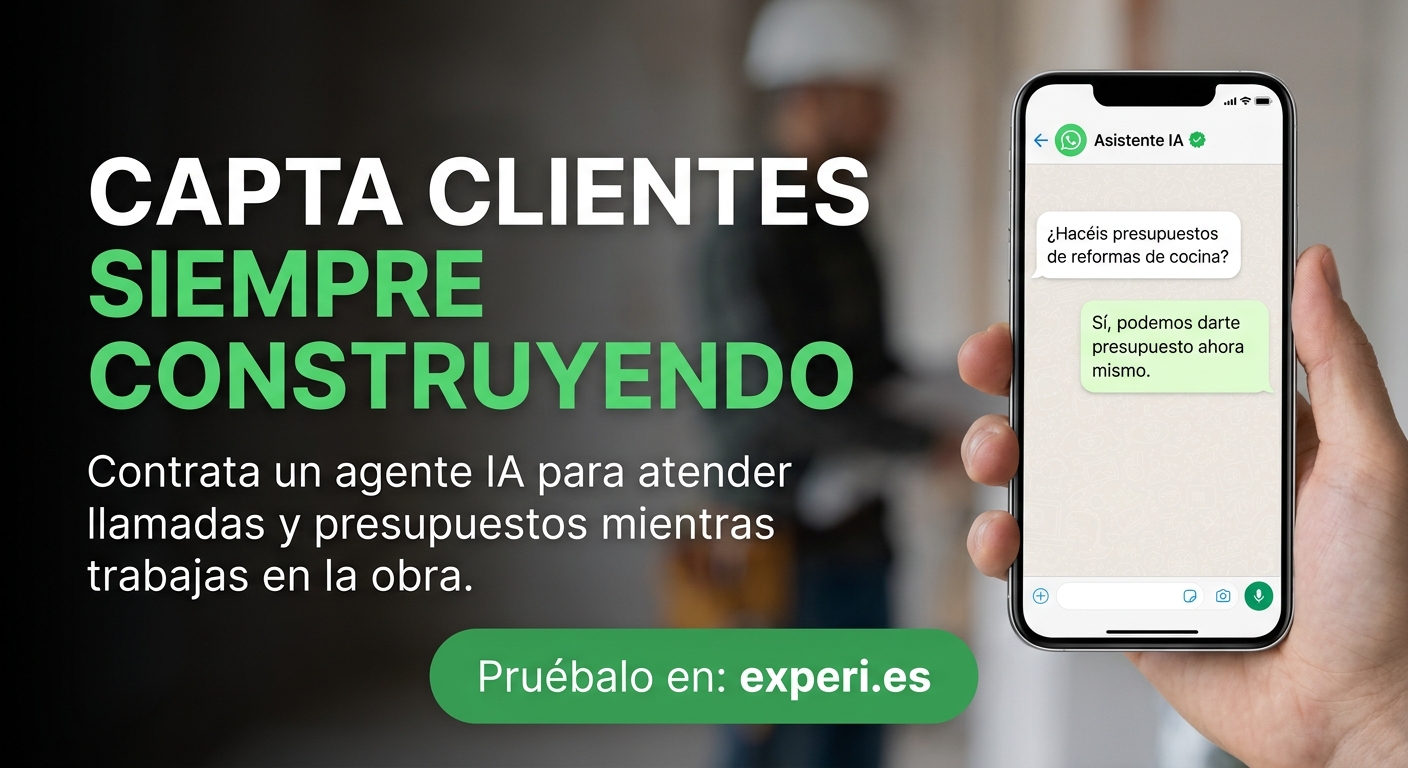 CAPTA CLIENTES
SIEMPRE
CONSTRUYENDO
Contrata un agente IA para atender
llamadas y presupuestos mientras
trabajas en la obra.
Pruébalo en: experi.es
Asistente IA
¿Hacéis presupuestos
de reformas de cocina?
Sí, podemos darte
presupuesto ahora
mismo.